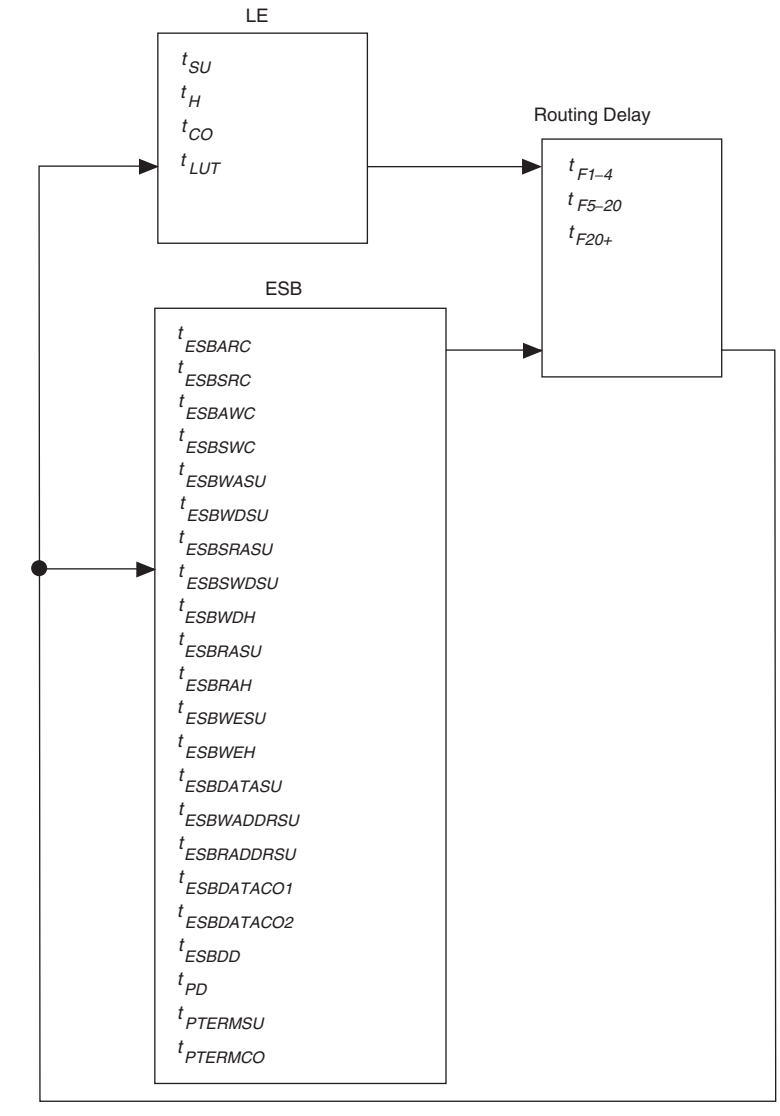 LE
tSU
tH
tCO
tLUT
Routing Delay
tF1–4
tF5–20
tF20+
ESB
tESBARC
tESBSRC
tESBAWC
tESBSWC
tESBWASU
tESBWDSU
tESBSRASU
tESBSWDSU
tESBWDH
tESBRASU
tESBRAH
tESBWESU
tESBWEH
tESBDATASU
tESBWADDRSU
tESBRADDRSU
tESBDATACO1
tESBDATACO2
tESBDD
tPD
tPTERMSU
tPTERMCO